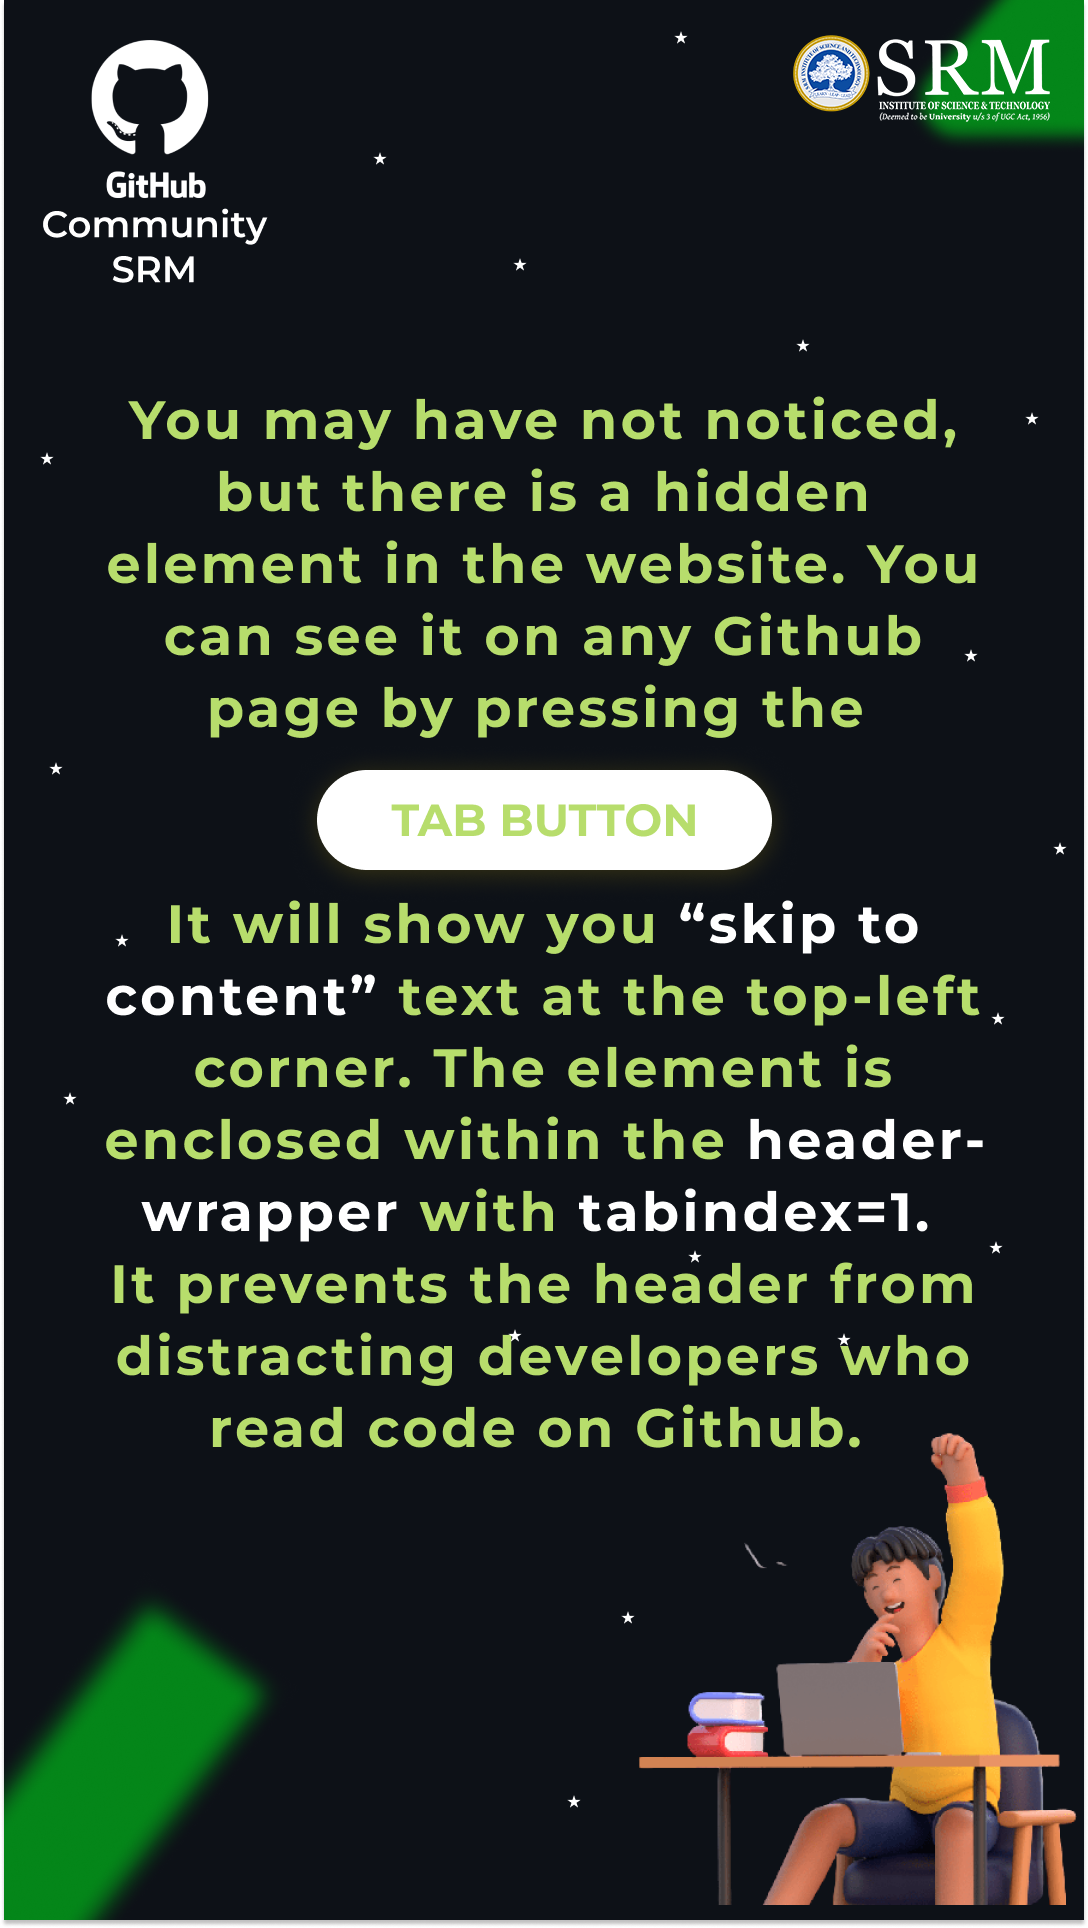 GitHub
Community
SRM
SRM
INSTITUTE OF SCIENCE & TECHNOLOGY
(Deemed to be University u/s 3 of UGC Act, 1956)
You may have not noticed,
but there is a hidden
element in the website. You
can see it on any Github
page by pressing the
TAB BUTTON
It will show you “skip to
content” text at the top-left
corner. The element is
enclosed within the header-
wrapper with tabindex=1.
It prevents the header from
distracting developers who
read code on Github.